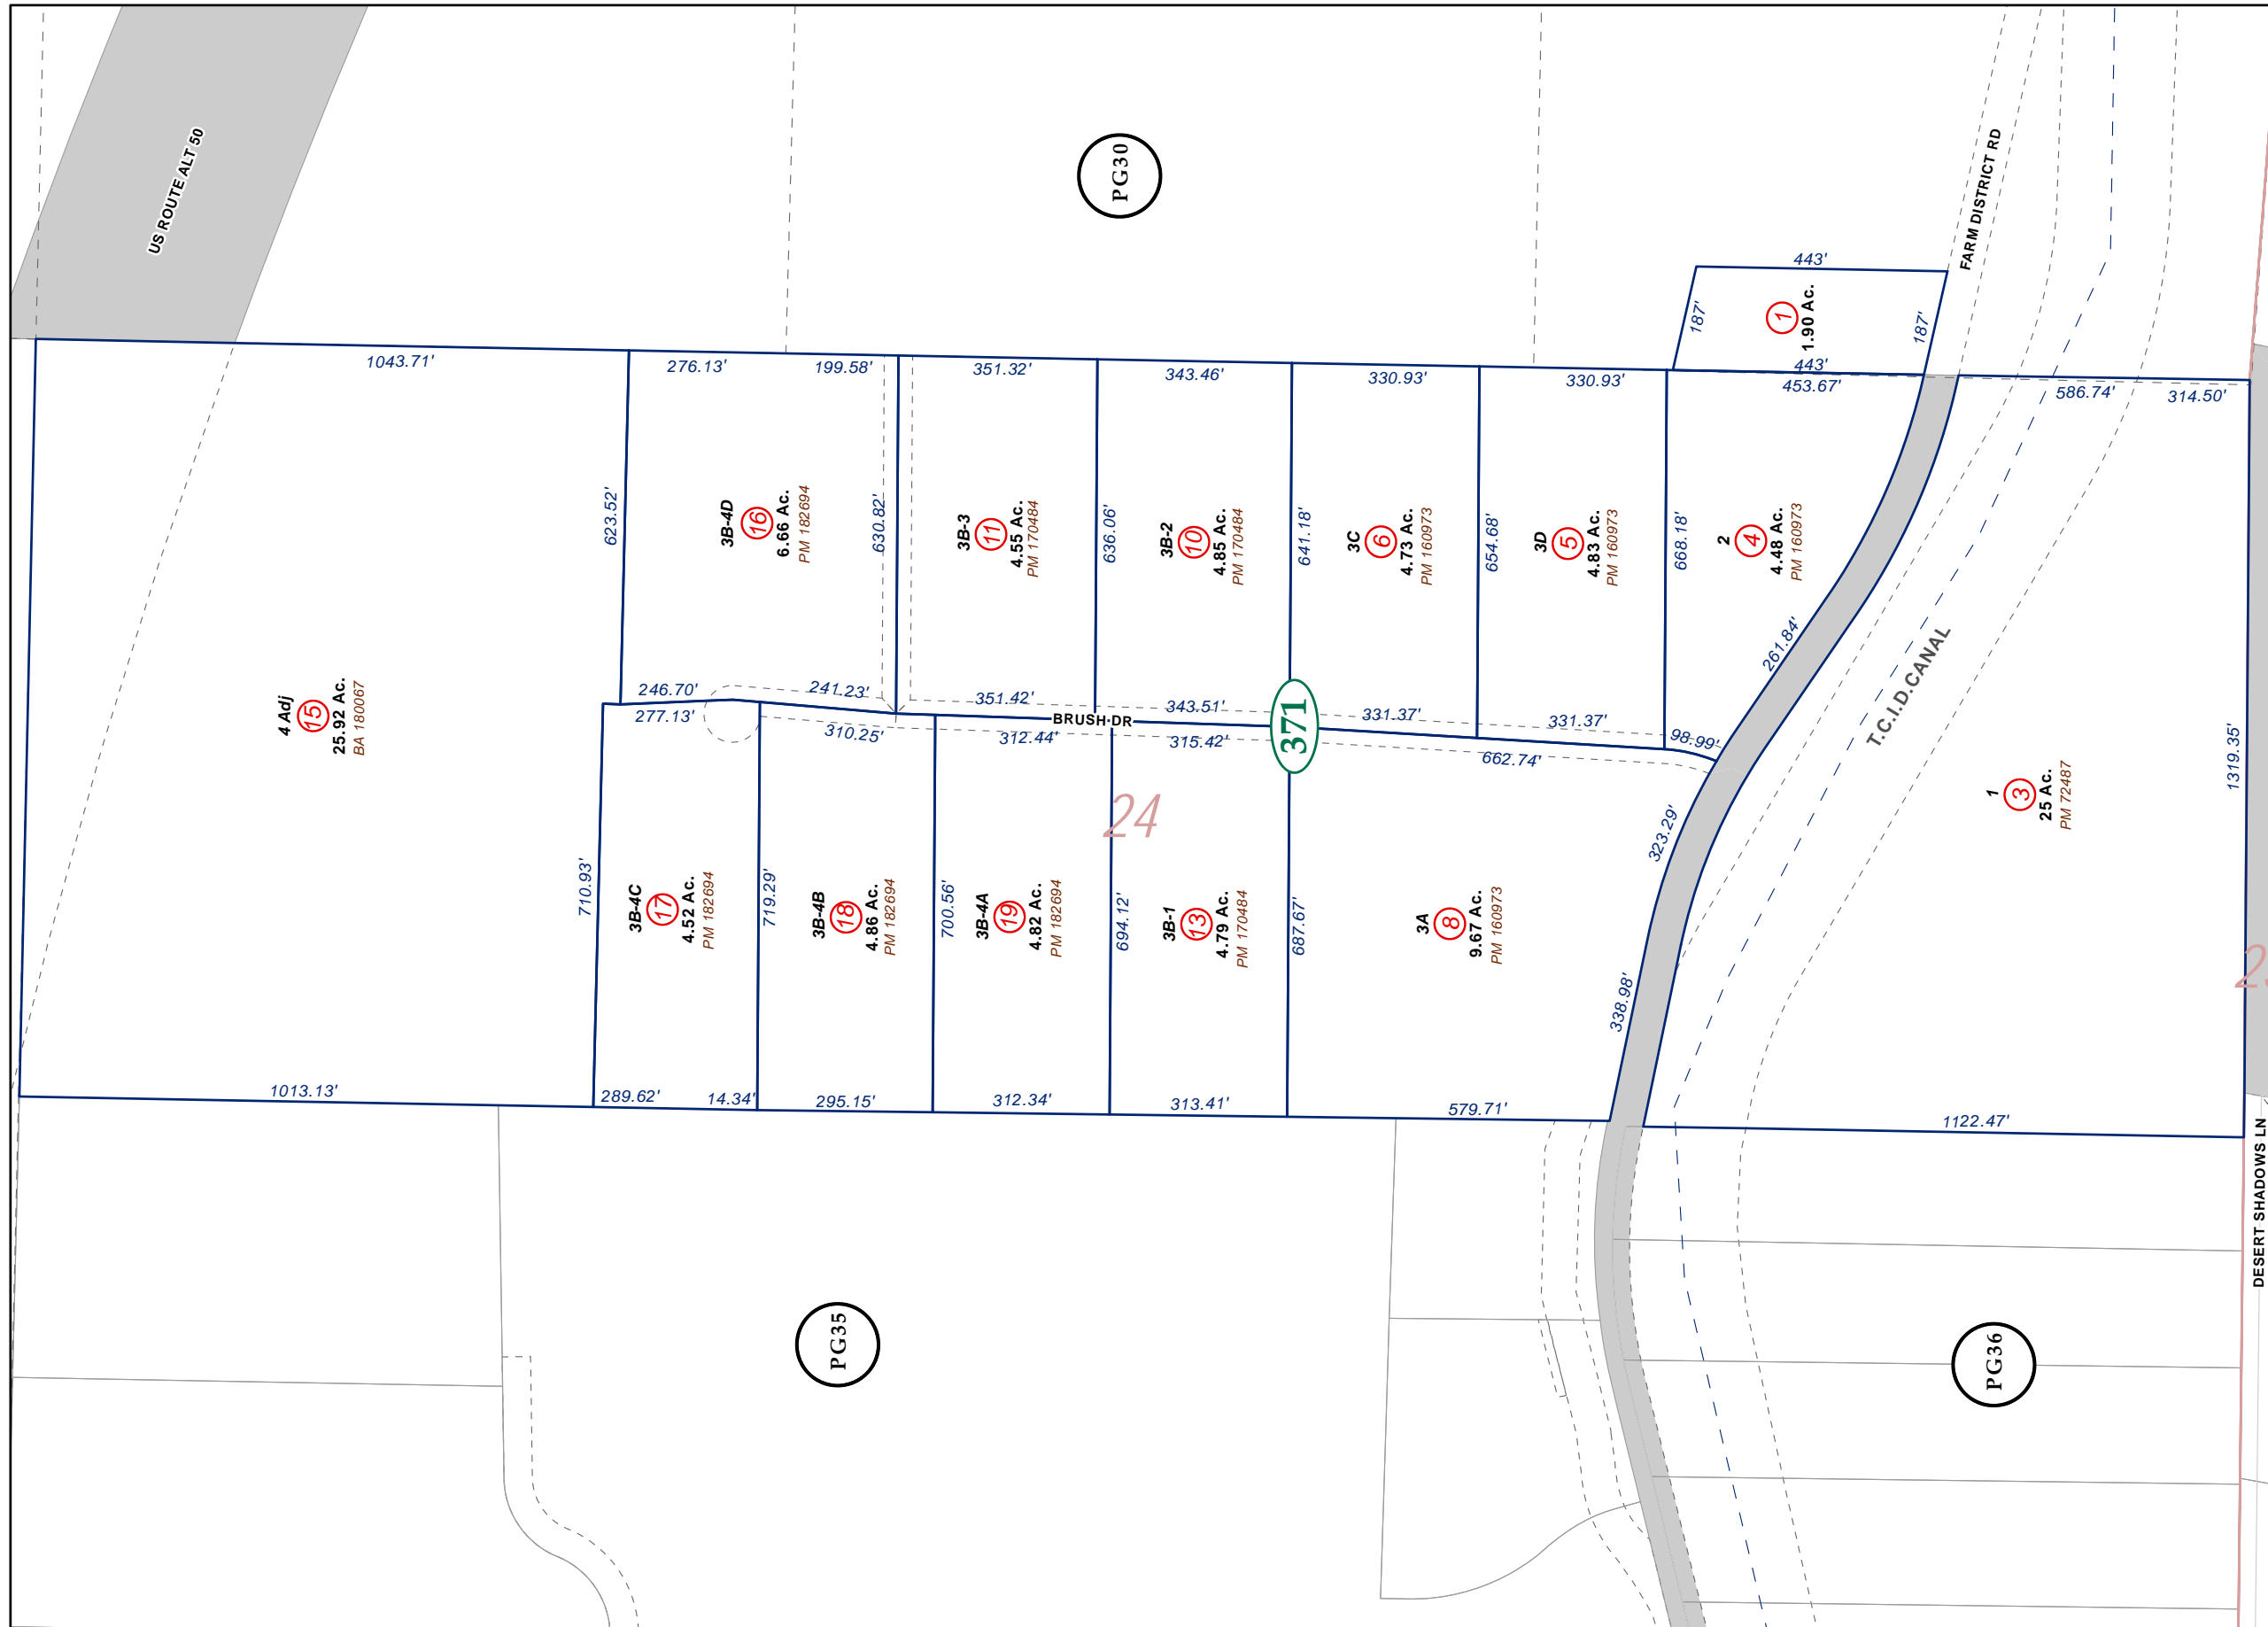 US ROUTE ALT 50
PG30
FARM DISTRICT RD
443'
187'
1
1.90 Ac.
187'
443'
1043.71'
276.13'
199.58'
351.32'
343.46'
330.93'
330.93'
453.67'
586.74'
314.50'
623.52'
3B-4D
16
6.66 Ac.
PM 182694
630.82'
3B-3
11
4.55 Ac.
PM 170484
636.06'
3B-2
10
4.85 Ac.
PM 170484
641.18'
3C
6
4.73 Ac.
PM 160973
654.68'
3D
5
4.83 Ac.
PM 160973
668.18'
2
4
4.48 Ac.
PM 160973
261.84'
T.C.I.D.CANAL
4 Adj
15
25.92 Ac.
BA 180067
246.70'
241.23'
351.42'
343.51'
331.37'
331.37'
98.99'
BRUSH DR
371
277.13'
310.25'
312.44'
315.42'
662.74'
24
323.29'
1
3
25 Ac.
PM 72487
1319.35'
710.93'
3B-4C
17
4.52 Ac.
PM 182694
719.29'
3B-4B
18
4.86 Ac.
PM 182694
700.56'
3B-4A
19
4.82 Ac.
PM 182694
694.12'
3B-1
13
4.79 Ac.
PM 170484
687.67'
3A
8
9.67 Ac.
PM 160973
338.98'
1013.13'
289.62'
14.34'
295.15'
312.34'
313.41'
579.71'
1122.47'
DESERT SHADOWS LN
PG35
PG36